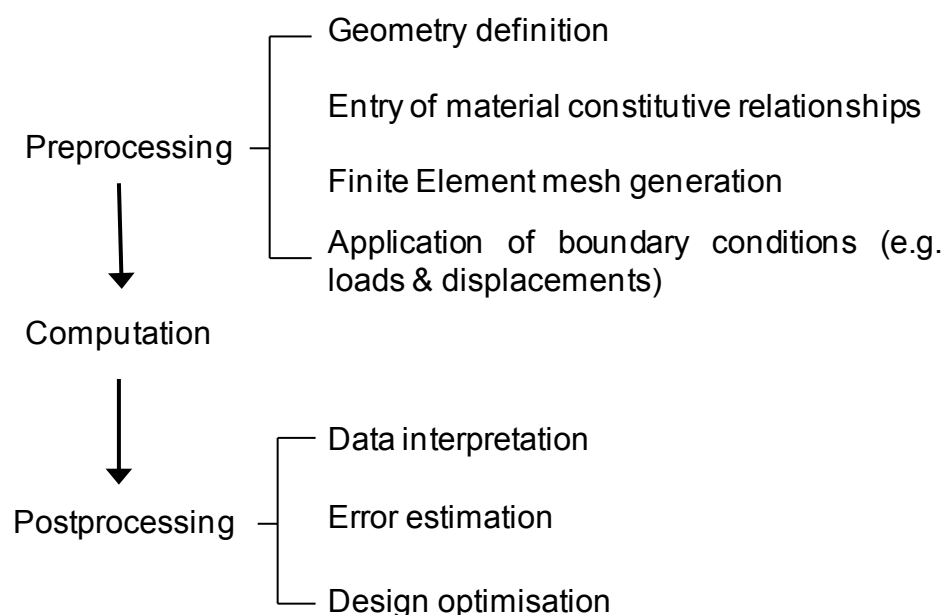 Geometry definition
Entry of material constitutive relationships
Preprocessing
Finite Element mesh generation
Application of boundary conditions (e.g.
loads & displacements)
Computation
Data interpretation
Postprocessing
Error estimation
Design optimisation